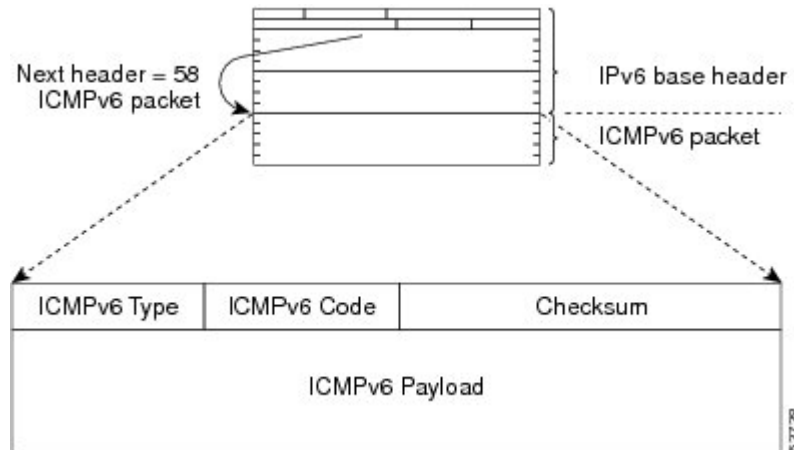 Next header = 58
ICMPv6 packet
IPv6 base header
ICMPv6 packet
ICMPv6 Type
ICMPv6 Code
Checksum
ICMPv6 Payload